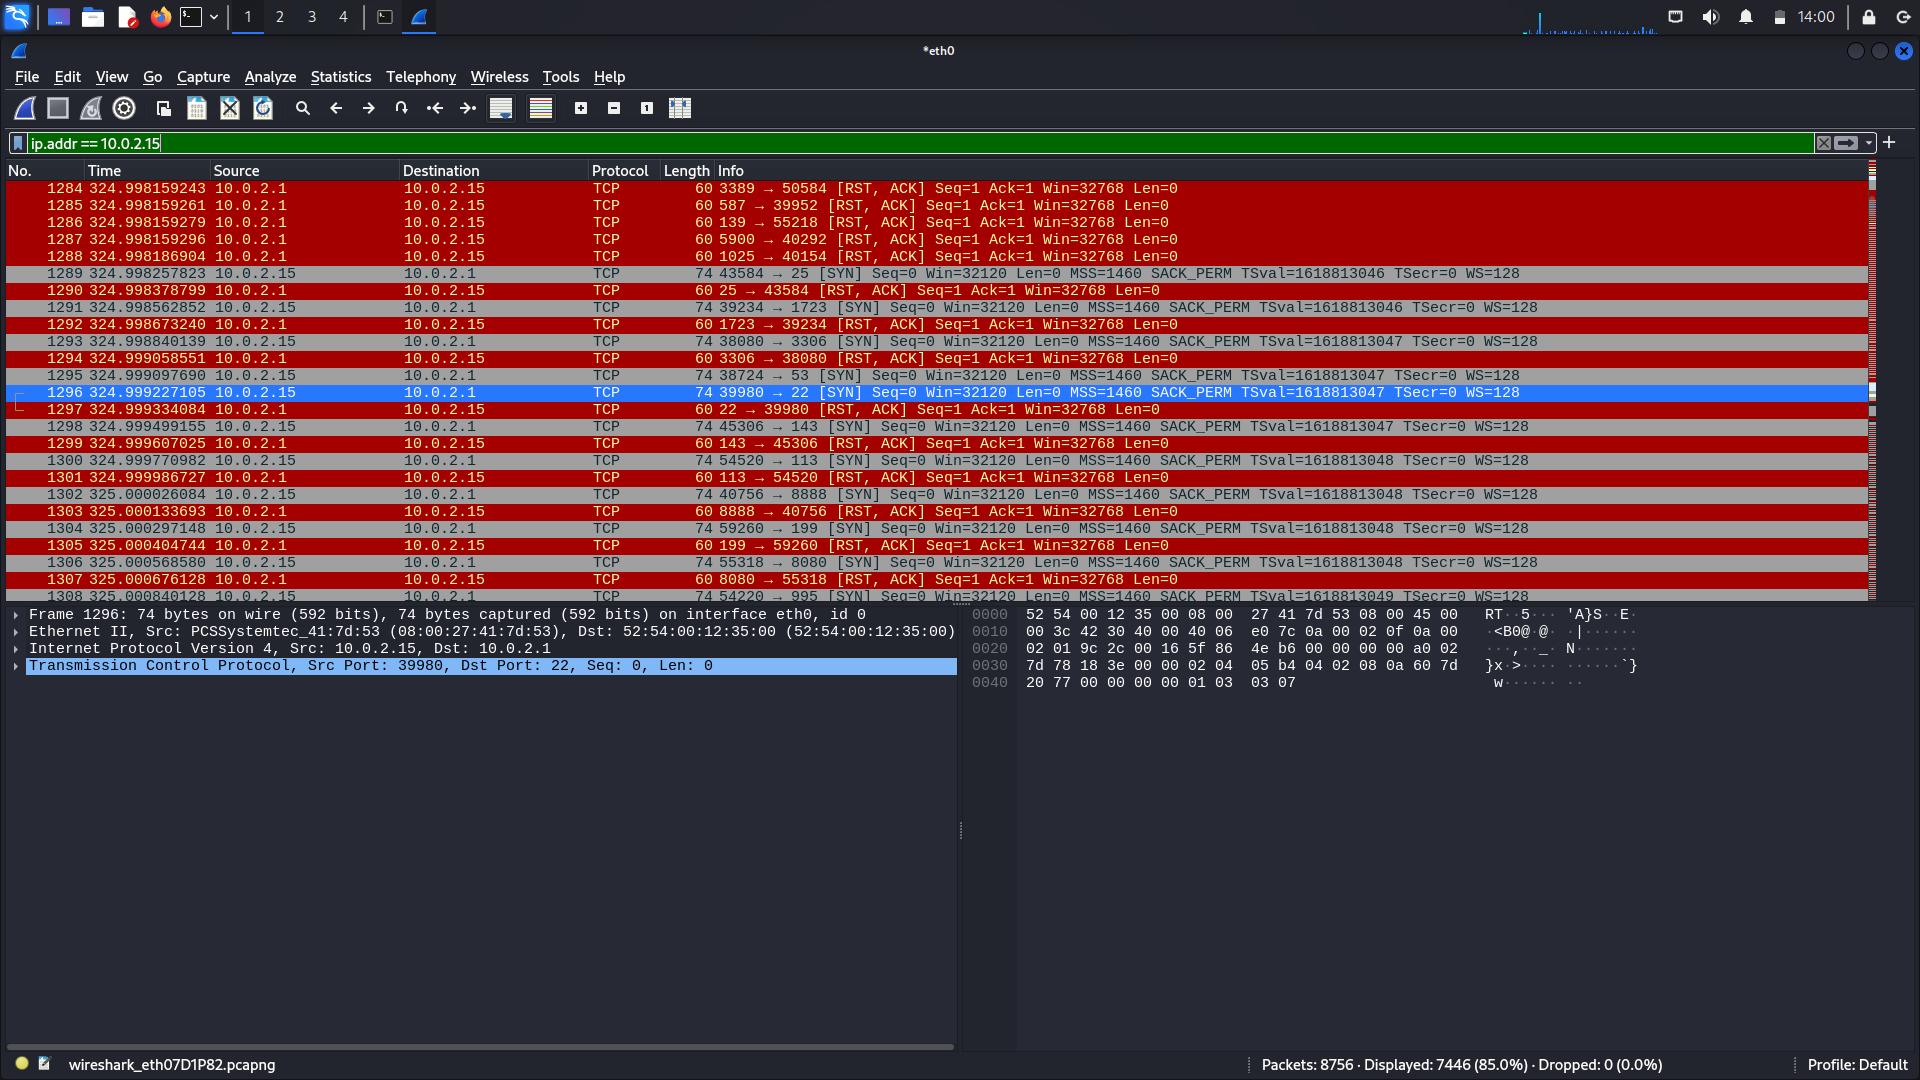 1 2 3 4 14:00
*eth0
File Edit View Go Capture Analyze Statistics Telephony Wireless Tools Help
ip.addr == 10.0.2.15
No. Time Source Destination Protocol Length Info
1284 324.998159243 10.0.2.1 10.0.2.15 TCP 60 3389 → 50584 [RST, ACK] Seq=1 Ack=1 Win=32768 Len=0
1285 324.998159261 10.0.2.1 10.0.2.15 TCP 60 587 → 39952 [RST, ACK] Seq=1 Ack=1 Win=32768 Len=0
1286 324.998159279 10.0.2.1 10.0.2.15 TCP 60 139 → 55218 [RST, ACK] Seq=1 Ack=1 Win=32768 Len=0
1287 324.998159296 10.0.2.1 10.0.2.15 TCP 60 5900 → 40292 [RST, ACK] Seq=1 Ack=1 Win=32768 Len=0
1288 324.998186904 10.0.2.1 10.0.2.15 TCP 60 1025 → 40154 [RST, ACK] Seq=1 Ack=1 Win=32768 Len=0
1289 324.998257823 10.0.2.15 10.0.2.1 TCP 74 43584 → 25 [SYN] Seq=0 Win=32120 Len=0 MSS=1460 SACK_PERM TSval=1618813046 TSecr=0 WS=128
1290 324.998378799 10.0.2.1 10.0.2.15 TCP 60 25 → 43584 [RST, ACK] Seq=1 Ack=1 Win=32768 Len=0
1291 324.998562852 10.0.2.15 10.0.2.1 TCP 74 39234 → 1723 [SYN] Seq=0 Win=32120 Len=0 MSS=1460 SACK_PERM TSval=1618813046 TSecr=0 WS=128
1292 324.998673240 10.0.2.1 10.0.2.15 TCP 60 1723 → 39234 [RST, ACK] Seq=1 Ack=1 Win=32768 Len=0
1293 324.998840139 10.0.2.15 10.0.2.1 TCP 74 38080 → 3306 [SYN] Seq=0 Win=32120 Len=0 MSS=1460 SACK_PERM TSval=1618813047 TSecr=0 WS=128
1294 324.999058551 10.0.2.1 10.0.2.15 TCP 60 3306 → 38080 [RST, ACK] Seq=1 Ack=1 Win=32768 Len=0
1295 324.999097690 10.0.2.15 10.0.2.1 TCP 74 38724 → 53 [SYN] Seq=0 Win=32120 Len=0 MSS=1460 SACK_PERM TSval=1618813047 TSecr=0 WS=128
1296 324.999227105 10.0.2.15 10.0.2.1 TCP 74 39980 → 22 [SYN] Seq=0 Win=32120 Len=0 MSS=1460 SACK_PERM TSval=1618813047 TSecr=0 WS=128
1297 324.999334084 10.0.2.1 10.0.2.15 TCP 60 22 → 39980 [RST, ACK] Seq=1 Ack=1 Win=32768 Len=0
1298 324.999499155 10.0.2.15 10.0.2.1 TCP 74 45306 → 143 [SYN] Seq=0 Win=32120 Len=0 MSS=1460 SACK_PERM TSval=1618813047 TSecr=0 WS=128
1299 324.999607025 10.0.2.1 10.0.2.15 TCP 60 143 → 45306 [RST, ACK] Seq=1 Ack=1 Win=32768 Len=0
1300 324.999770982 10.0.2.15 10.0.2.1 TCP 74 54520 → 113 [SYN] Seq=0 Win=32120 Len=0 MSS=1460 SACK_PERM TSval=1618813048 TSecr=0 WS=128
1301 324.999986727 10.0.2.1 10.0.2.15 TCP 60 113 → 54520 [RST, ACK] Seq=1 Ack=1 Win=32768 Len=0
1302 325.000026084 10.0.2.15 10.0.2.1 TCP 74 40756 → 8888 [SYN] Seq=0 Win=32120 Len=0 MSS=1460 SACK_PERM TSval=1618813048 TSecr=0 WS=128
1303 325.000133693 10.0.2.1 10.0.2.15 TCP 60 8888 → 40756 [RST, ACK] Seq=1 Ack=1 Win=32768 Len=0
1304 325.000297148 10.0.2.15 10.0.2.1 TCP 74 59260 → 199 [SYN] Seq=0 Win=32120 Len=0 MSS=1460 SACK_PERM TSval=1618813048 TSecr=0 WS=128
1305 325.000404744 10.0.2.1 10.0.2.15 TCP 60 199 → 59260 [RST, ACK] Seq=1 Ack=1 Win=32768 Len=0
1306 325.000568580 10.0.2.15 10.0.2.1 TCP 74 55318 → 8080 [SYN] Seq=0 Win=32120 Len=0 MSS=1460 SACK_PERM TSval=1618813048 TSecr=0 WS=128
1307 325.000676128 10.0.2.1 10.0.2.15 TCP 60 8080 → 55318 [RST, ACK] Seq=1 Ack=1 Win=32768 Len=0
1308 325.000840128 10.0.2.15 10.0.2.1 TCP 74 54220 → 995 [SYN] Seq=0 Win=32120 Len=0 MSS=1460 SACK_PERM TSval=1618813049 TSecr=0 WS=128
Frame 1296: 74 bytes on wire (592 bits), 74 bytes captured (592 bits) on interface eth0, id 0
Ethernet II, Src: PCSSystemtec_41:7d:53 (08:00:27:41:7d:53), Dst: 52:54:00:12:35:00 (52:54:00:12:35:00)
Internet Protocol Version 4, Src: 10.0.2.15, Dst: 10.0.2.1
Transmission Control Protocol, Src Port: 39980, Dst Port: 22, Seq: 0, Len: 0
0000 52 54 00 12 35 00 08 00 27 41 7d 53 08 00 45 00 RT··5··· 'A}S··E·
0010 00 3c 42 30 40 00 40 06 e0 7c 0a 00 02 0f 0a 00 ·<B0@·@· ·|······
0020 02 01 9c 2c 00 16 5f 86 4e b6 00 00 00 00 a0 02 ···,··_· N·······
0030 7d 78 18 3e 00 00 02 04 05 b4 04 02 08 0a 60 7d }x·>···· ······`}
0040 20 77 00 00 00 00 01 03 03 07 w······ ··
wireshark_eth07D1P82.pcapng Packets: 8756 · Displayed: 7446 (85.0%) · Dropped: 0 (0.0%) Profile: Default